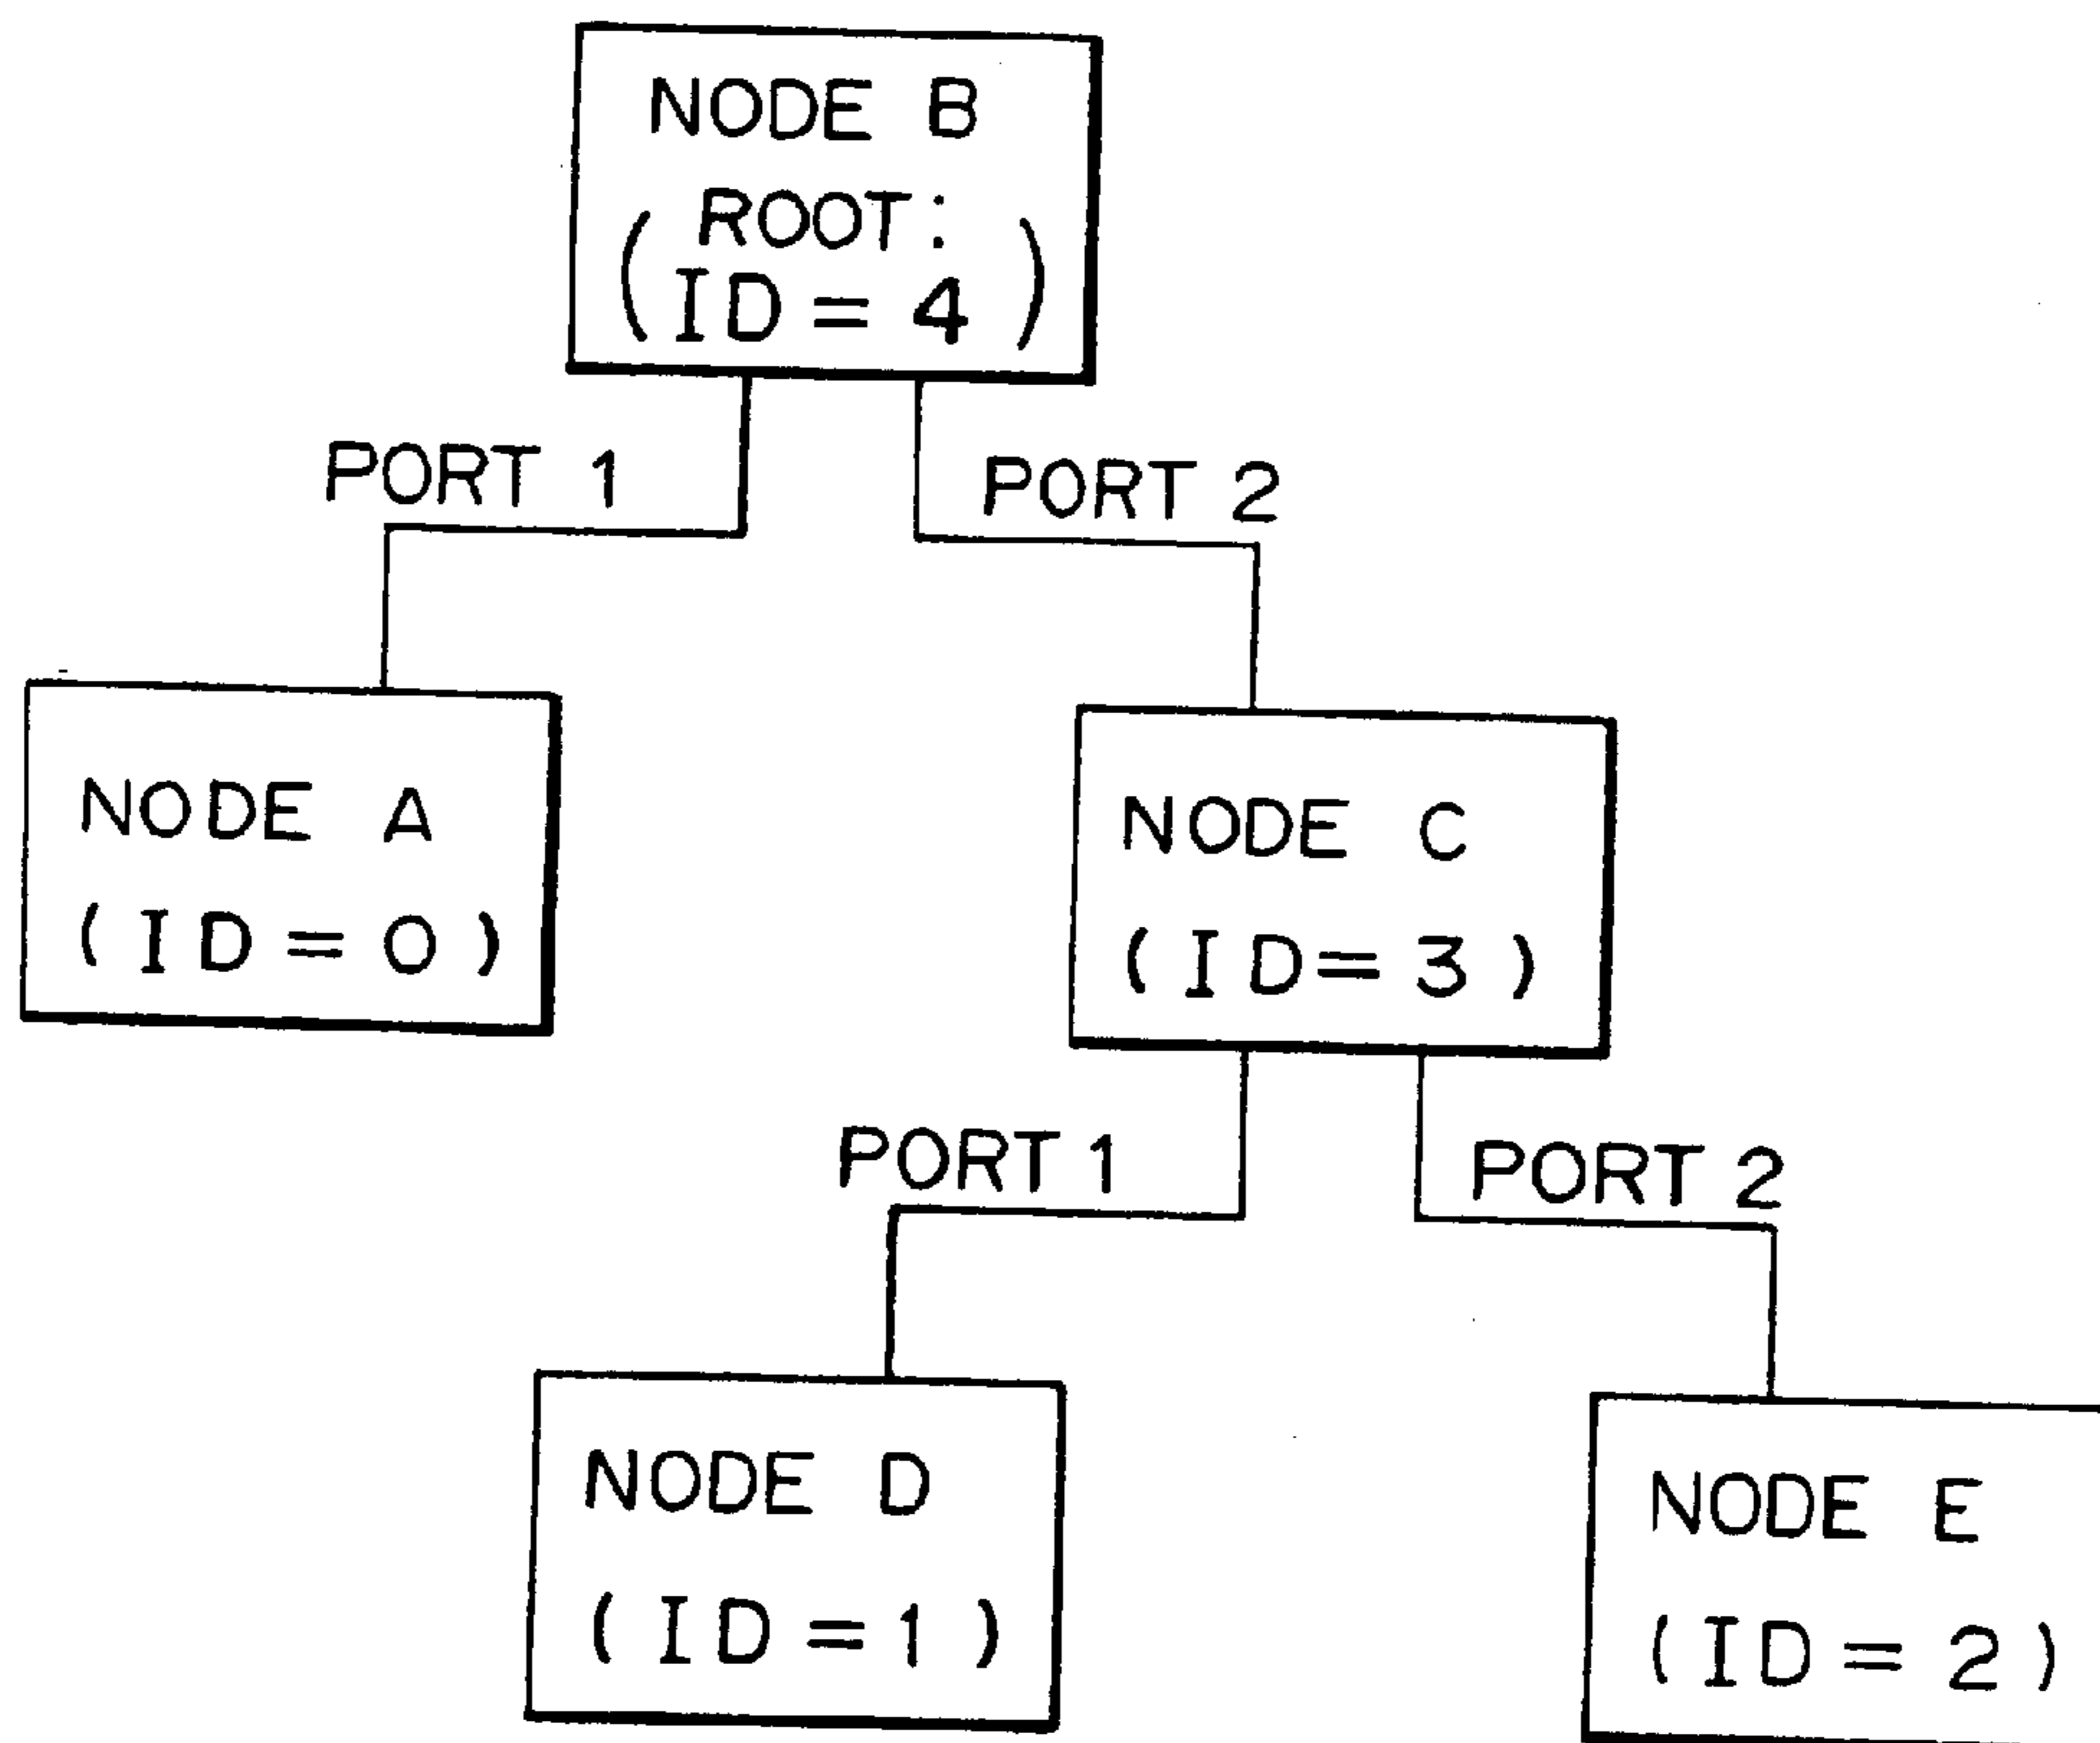 NODE B
( ROOT:
ID = 4 )
PORT 1
PORT 2
NODE A
( ID = 0 )
NODE C
( ID = 3 )
PORT 1
PORT 2
NODE D
( ID = 1 )
NODE E
( ID = 2 )